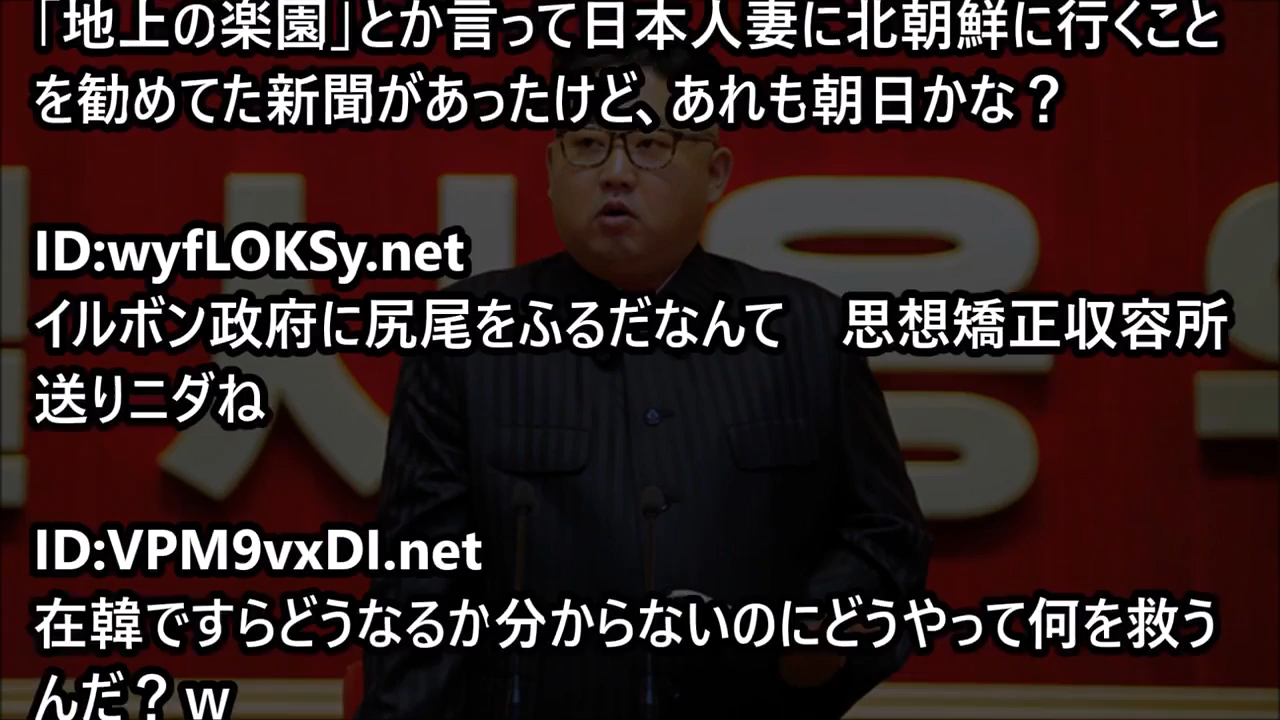 「地上の楽園」とか言って日本人妻に北朝鮮に行くこと
を勧めてた新聞があったけど、あれも朝日かな？
ID:wyfLOKSy.net
イルボン政府に尻尾をふるだなんて　思想矯正収容所
送りニダね
ID:VPM9vxDI.net
在韓ですらどうなるか分からないのにどうやって何を救う
んだ？ｗ